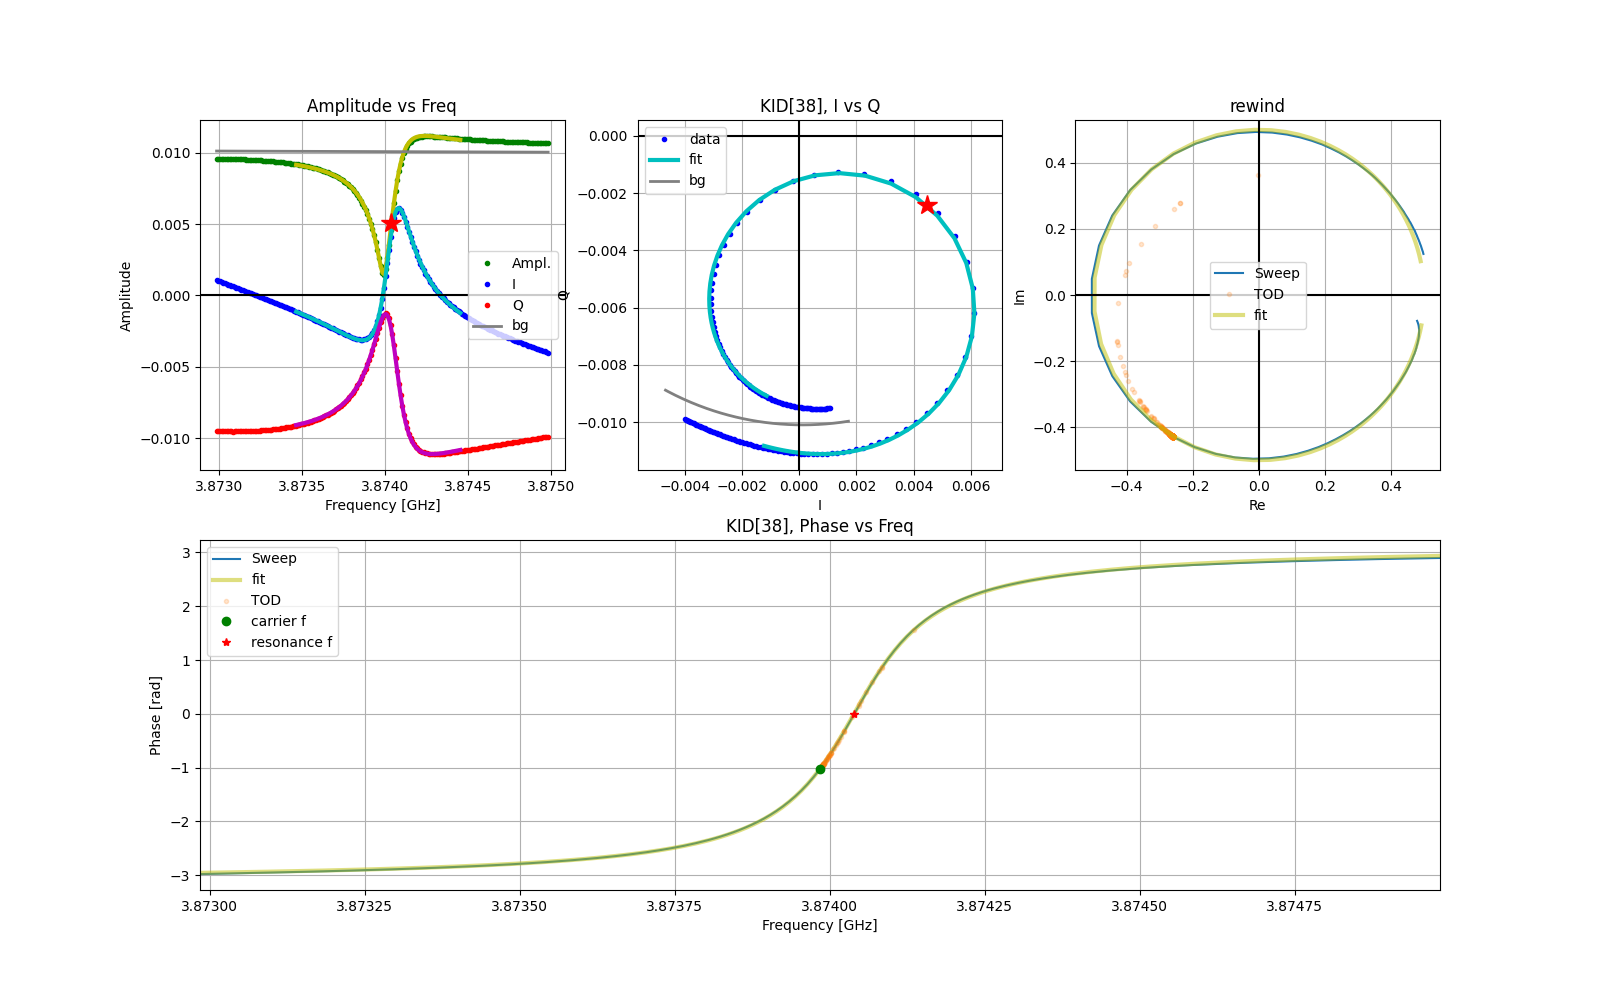 Amplitude vs Freq
Amplitude
0.010
0.005
0.000
−0.005
−0.010
Ampl.
I
Q
bg
3.8730
3.8735
3.8740
3.8745
3.8750
Frequency [GHz]
KID[38], I vs Q
Q
0.000
−0.002
−0.004
−0.006
−0.008
−0.010
data
fit
bg
−0.004
−0.002
0.000
0.002
0.004
0.006
I
rewind
Im
0.4
0.2
0.0
−0.2
−0.4
Sweep
TOD
fit
−0.4
−0.2
0.0
0.2
0.4
Re
KID[38], Phase vs Freq
Phase [rad]
3
2
1
0
−1
−2
−3
Sweep
fit
TOD
carrier f
resonance f
3.87300
3.87325
3.87350
3.87375
3.87400
3.87425
3.87450
3.87475
Frequency [GHz]